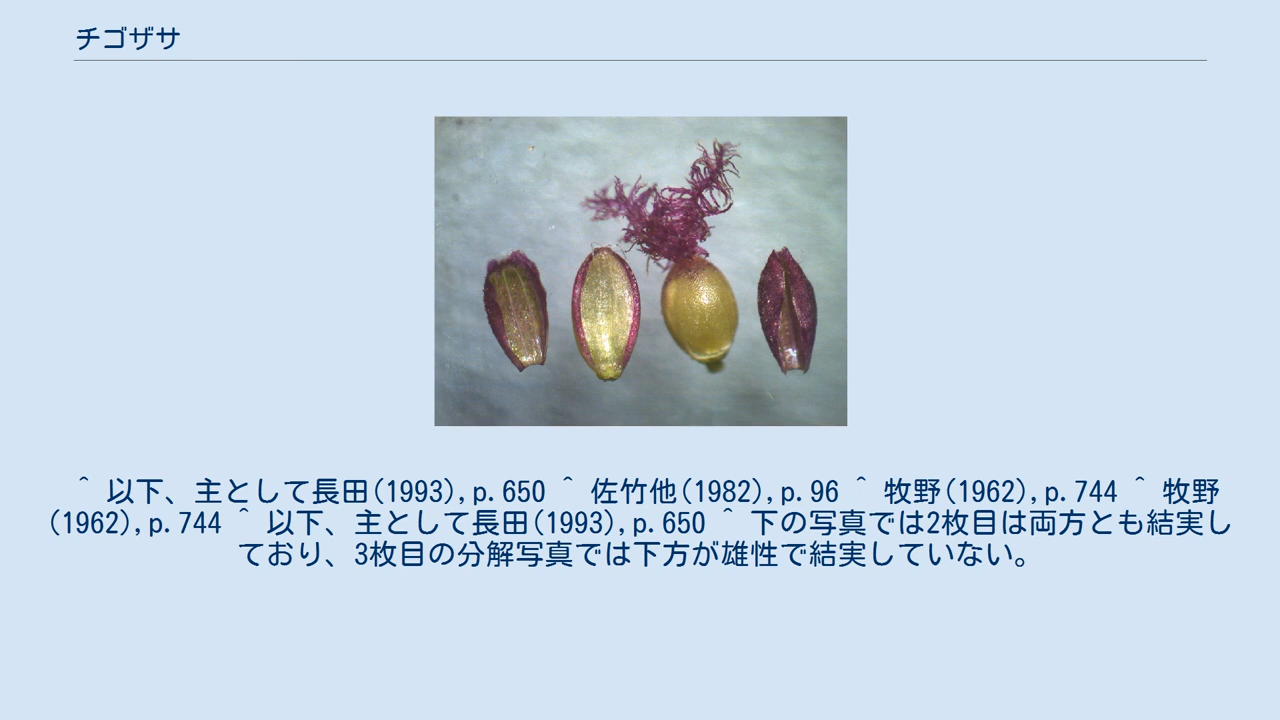 チゴザサ
^ 以下、主として長田(1993),p.650 ^ 佐竹他(1982),p.96 ^ 牧野(1962),p.744 ^ 牧野
(1962),p.744 ^ 以下、主として長田(1993),p.650 ^ 下の写真では2枚目は両方とも結実し
ており、3枚目の分解写真では下方が雄性で結実していない。